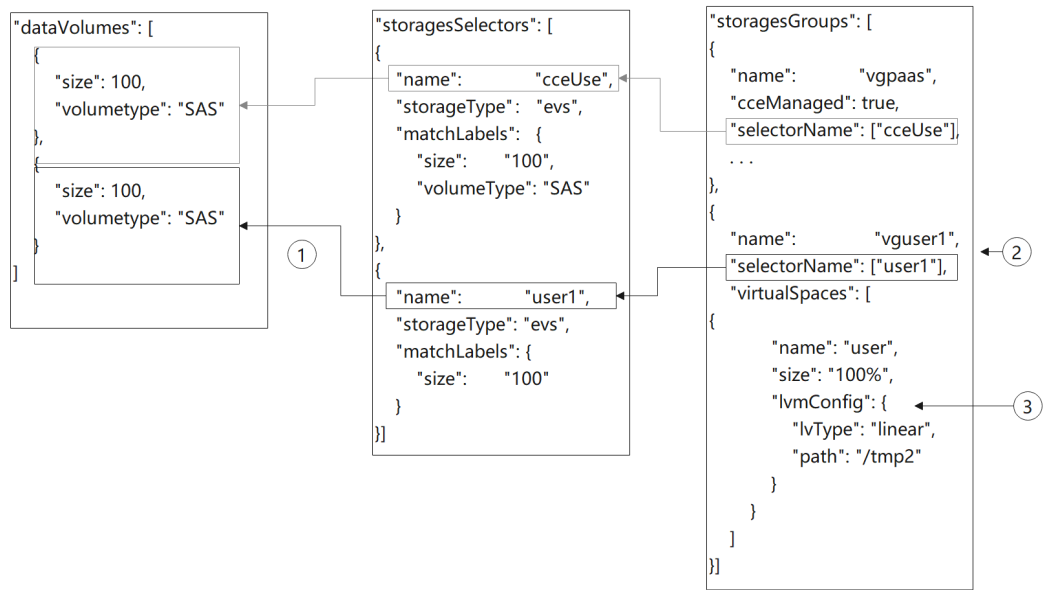 "dataVolumes": [
{
"size": 100,
"volumetype": "SAS"
},
{
"size": 100,
"volumetype": "SAS"
}
]
1
"storagesSelectors": [
{
"name": "cceUse",
"storageType": "evs",
"matchLabels": {
"size": "100",
"volumeType": "SAS"
}
},
{
"name": "user1",
"storageType": "evs",
"matchLabels": {
"size": "100"
}
}]
"storagesGroups": [
{
"name": "vgpaas",
"cceManaged": true,
"selectorName": ["cceUse"],
. . .
},
{
"name": "vguser1",
"selectorName": ["user1"],
"virtualSpaces": [
{
"name": "user",
"size": "100%",
"lvmConfig": {
"lvType": "linear",
"path": "/tmp2"
}
}
]
}]
2
3